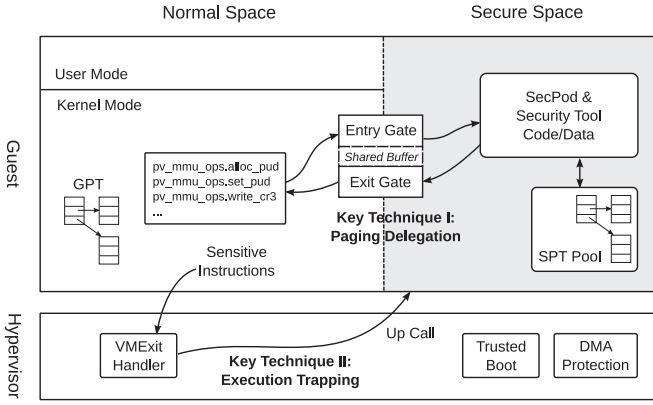 Normal Space
Secure Space
User Mode
Kernel Mode
Guest
GPT
pv_mmu_ops.alloc_pud
pv_mmu_ops.set_pud
pv_mmu_ops.write_cr3
...
Entry Gate
Shared Buffer
Exit Gate
SecPod &
Security Tool
Code/Data
Key Technique I:
Paging Delegation
SPT Pool
Sensitive
Instructions
Hypervisor
VMExit
Handler
Up Call
Key Technique II:
Execution Trapping
Trusted
Boot
DMA
Protection